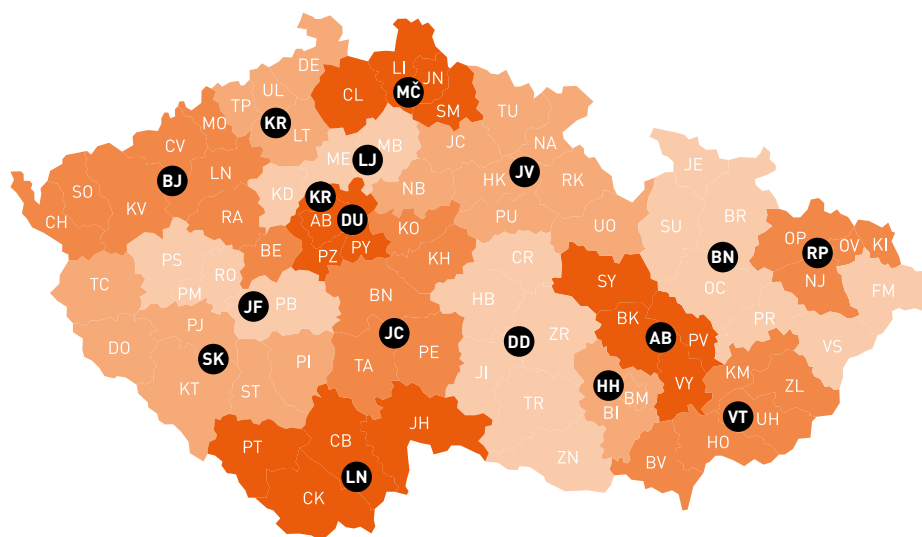 DE
LI
JN
MČ
UL
CL
TP
SM
TU
MO
KR
LT
NA
CV
ME
MB
JC
LJ
JE
SO
BJ
LN
KD
NB
HK
JV
RK
KV
KR
CH
RA
AB
DU
KO
PU
UO
SU
BR
OP
OV
KI
BE
PZ
PY
KH
CR
BN
RP
PS
RO
TC
PM
JF
PB
BN
HB
SY
OC
NJ
FM
PJ
JC
BK
PR
DO
SK
PI
TA
PE
DD
ZR
AB
PV
VS
KT
ST
JI
HH
BM
VY
KM
ZL
TR
BI
VT
UH
PT
CB
JH
HO
LN
ZN
BV
CK